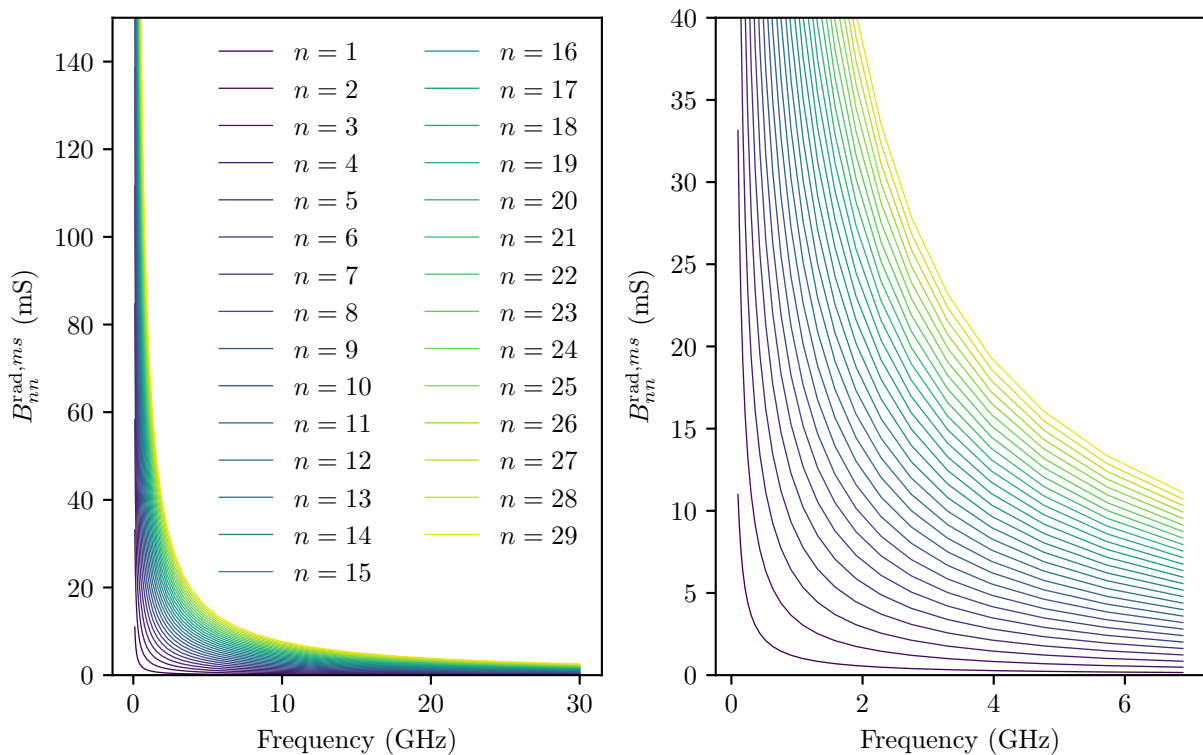 140
120
100
80
60
40
20
0
B_{nn}^{rad,ms} (mS)
0 10 20 30
Frequency (GHz)
n = 1
n = 2
n = 3
n = 4
n = 5
n = 6
n = 7
n = 8
n = 9
n = 10
n = 11
n = 12
n = 13
n = 14
n = 15
n = 16
n = 17
n = 18
n = 19
n = 20
n = 21
n = 22
n = 23
n = 24
n = 25
n = 26
n = 27
n = 28
n = 29
40
35
30
25
20
15
10
5
0
B_{nn}^{rad,ms} (mS)
0 2 4 6
Frequency (GHz)